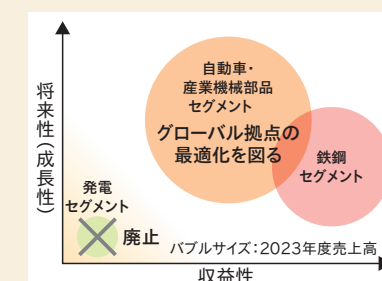 将来性（成長性）
自動車・
産業機械部品
セグメント
グローバル拠点の
最適化を図る
鉄鋼
セグメント
発電
セグメント
廃止
バブルサイズ：2023年度売上高
収益性